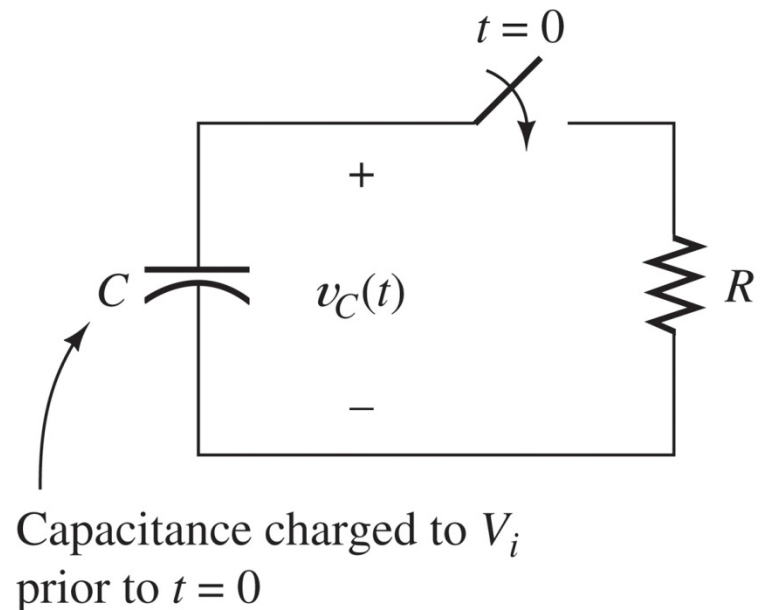 t = 0
+
C
v_C(t)
R
–
Capacitance charged to V_i
prior to t = 0